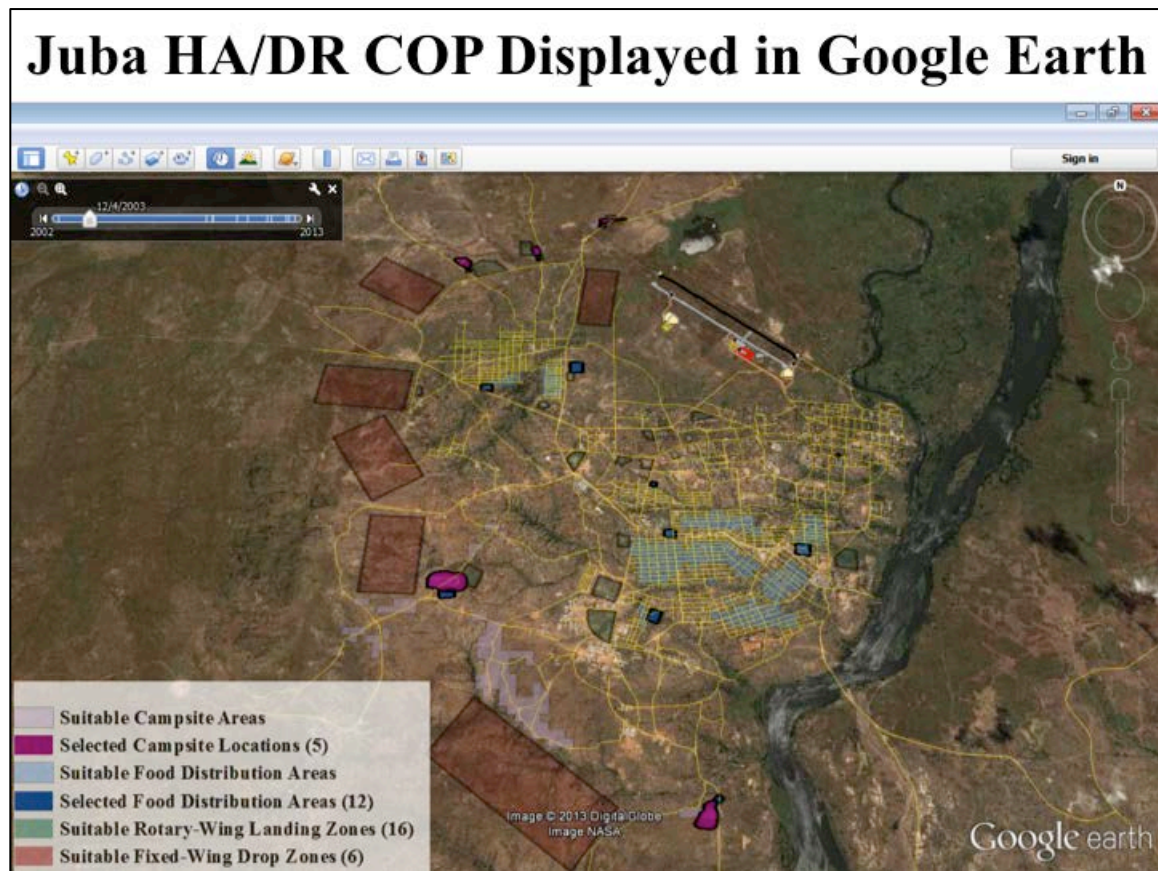 Juba HA/DR COP Displayed in Google Earth
Sign in
12/4/2003
2002
2013
N
Suitable Campsite Areas
Selected Campsite Locations (5)
Suitable Food Distribution Areas
Selected Food Distribution Areas (12)
Suitable Rotary-Wing Landing Zones (16)
Suitable Fixed-Wing Drop Zones (6)
Image © 2013 DigitalGlobe
Image NASA
Google earth